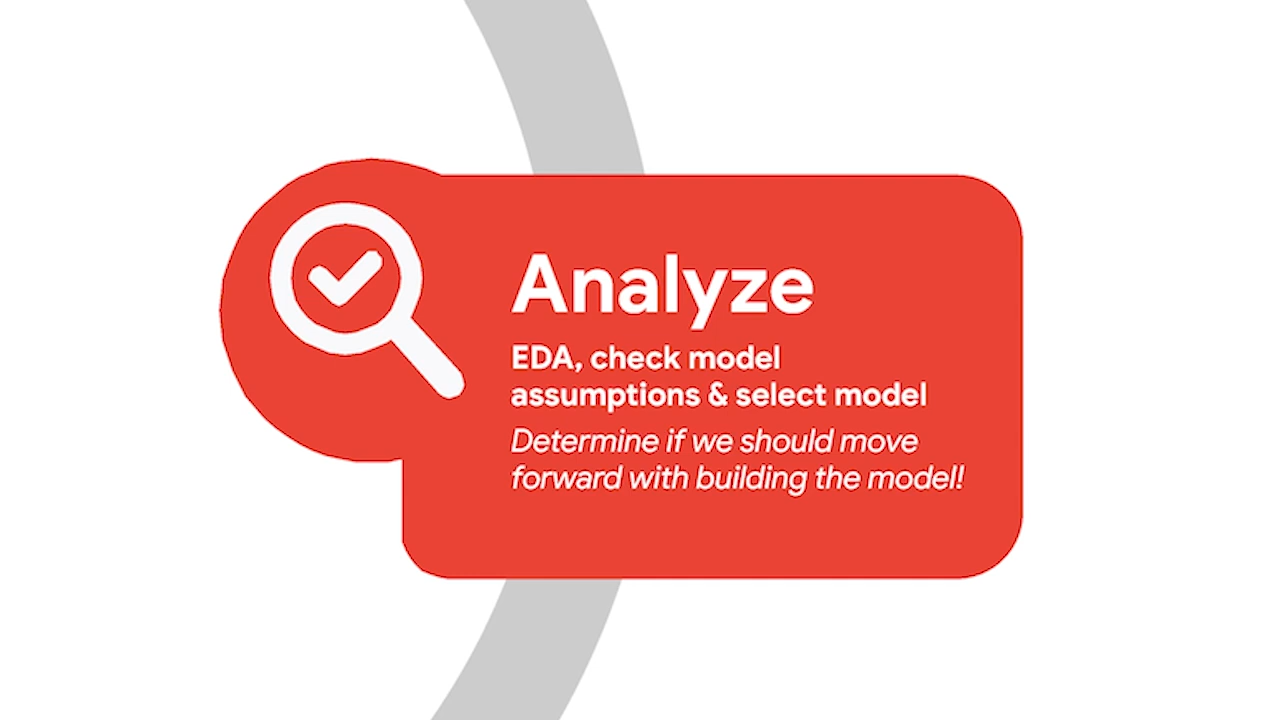 Analyze
EDA, check model
assumptions & select model
Determine if we should move
forward with building the model!